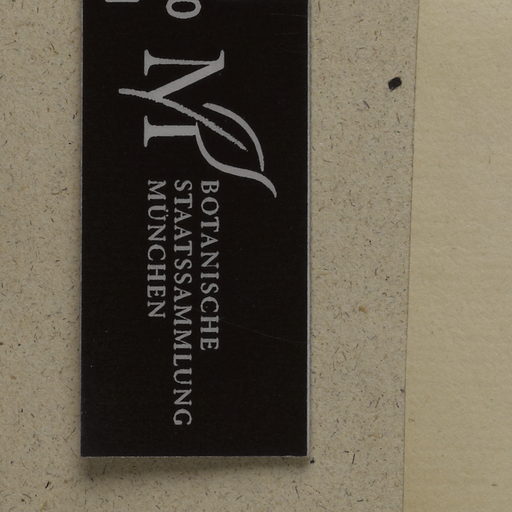 M
BOTANISCHE
STAATSSAMMLUNG
MÜNCHEN